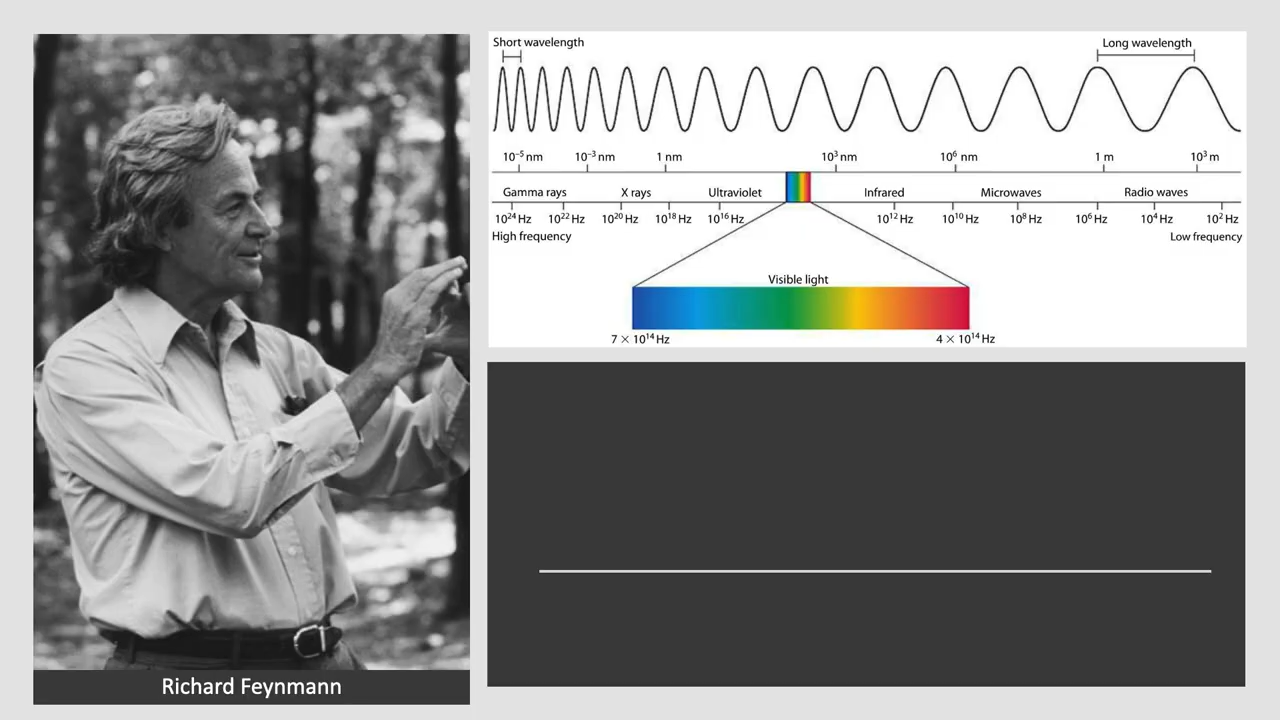 Short wavelength
Long wavelength
10⁻⁵ nm 10⁻³ nm 1 nm 10³ nm 10⁶ nm 1 m 10³ m
Gamma rays X rays Ultraviolet Infrared Microwaves Radio waves
10²⁴ Hz 10²² Hz 10²⁰ Hz 10¹⁸ Hz 10¹⁶ Hz 10¹² Hz 10¹⁰ Hz 10⁸ Hz 10⁶ Hz 10⁴ Hz 10² Hz
High frequency Low frequency
Visible light
7 × 10¹⁴ Hz 4 × 10¹⁴ Hz
Richard Feynmann